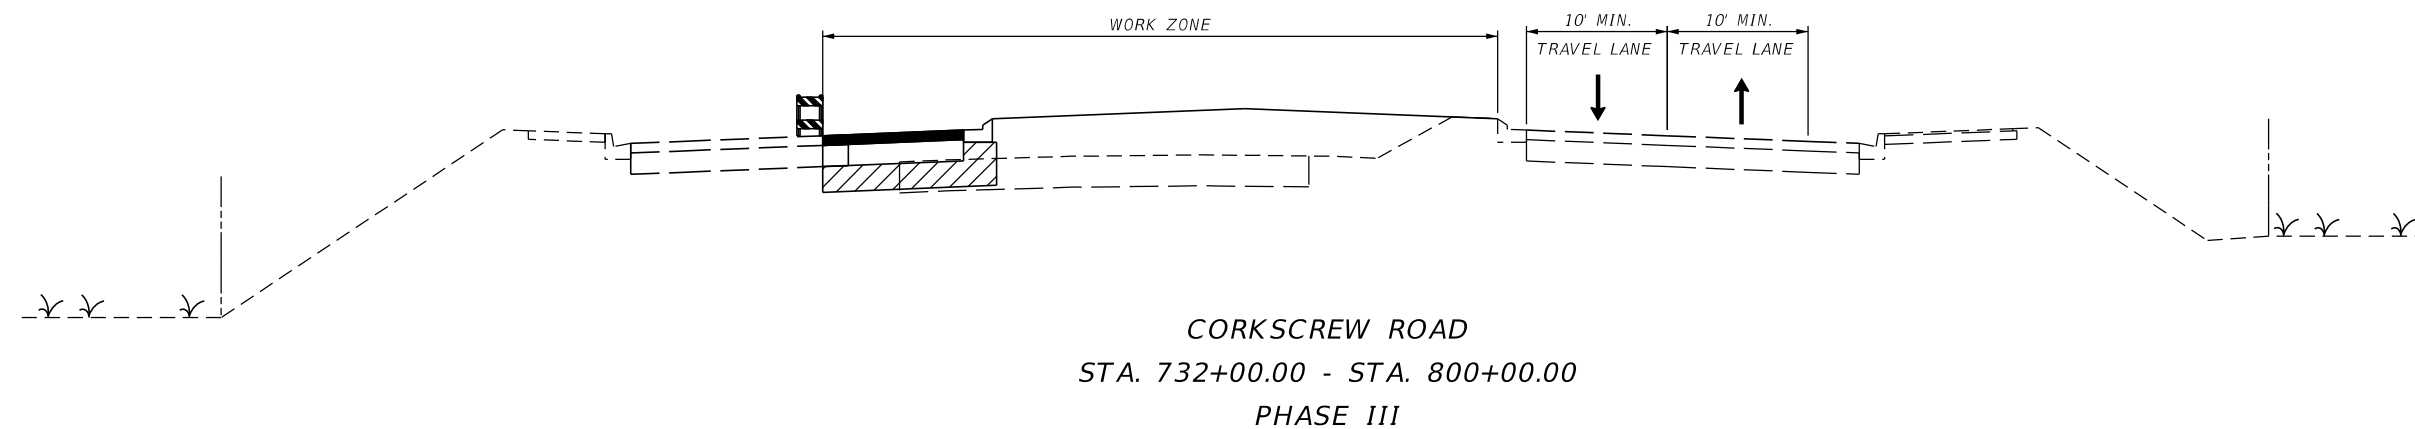 WORK ZONE
10' MIN.
10' MIN.
TRAVEL LANE
TRAVEL LANE
CORKSCREW ROAD
STA. 732+00.00 - STA. 800+00.00
PHASE III